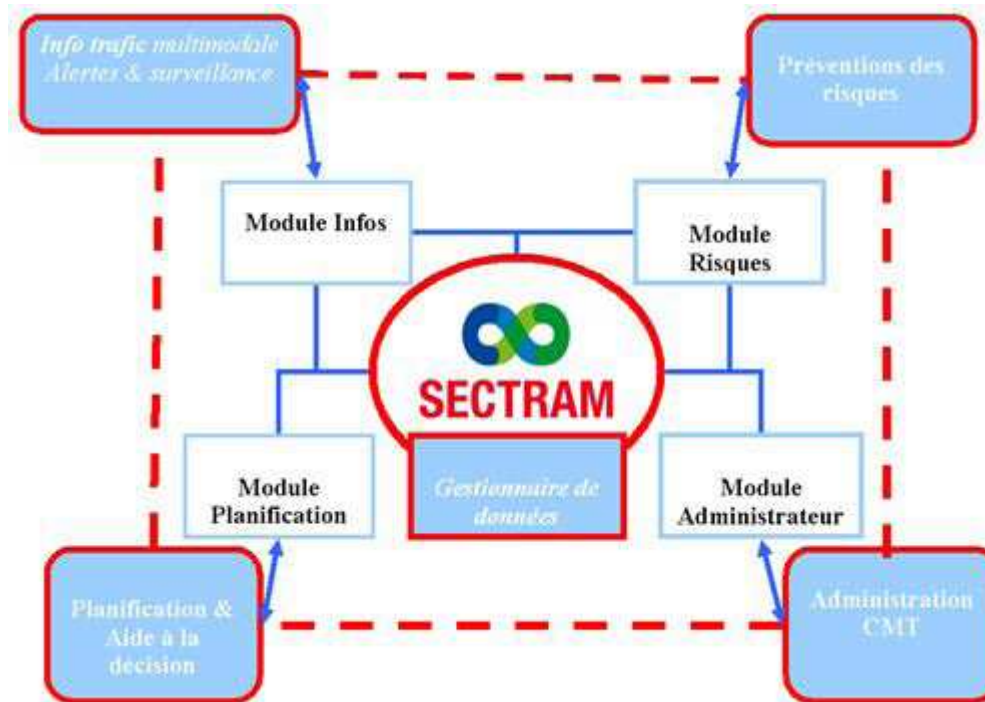 Info trafic multimodale
Alertes & surveillance
Préventions des
risques
Module Infos
Module
Risques
SECTRAM
Gestionnaire de
données
Module
Planification
Module
Administrateur
Planification &
Aide à la
décision
Administration
CMT